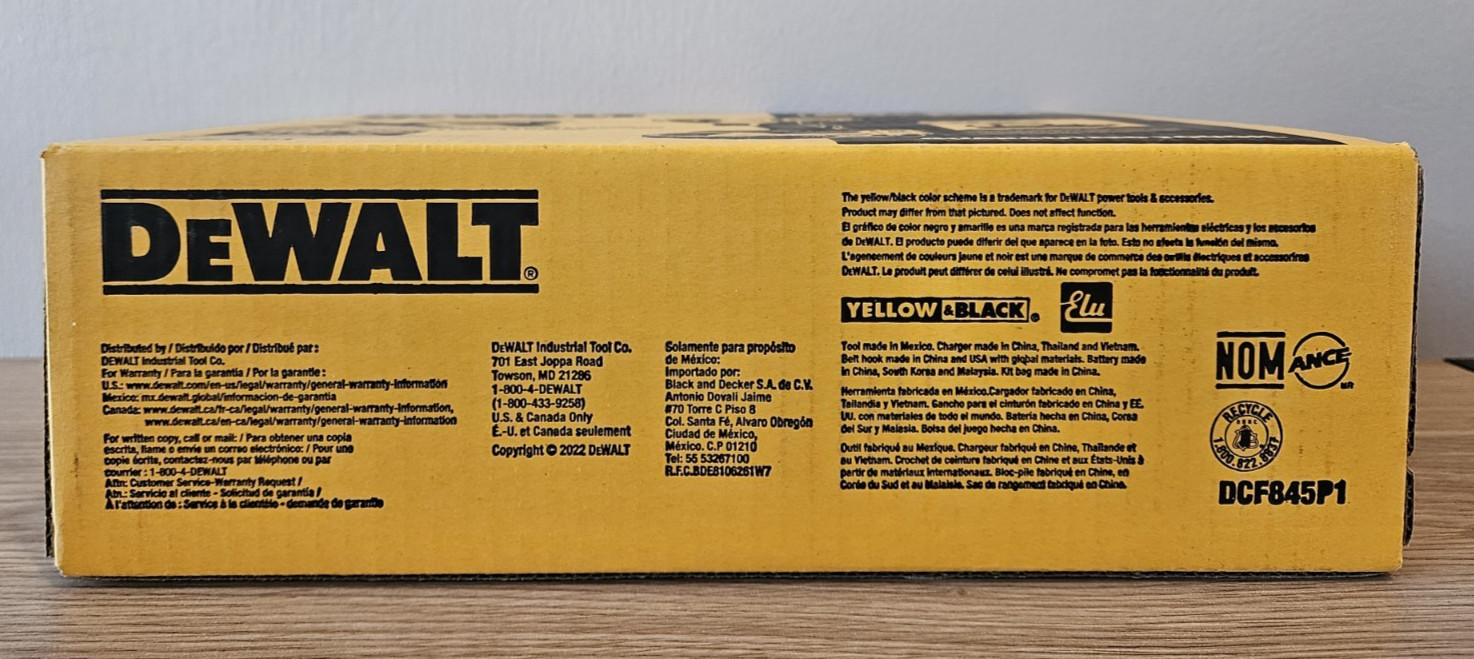 DEWALT®
Distributed by / Distribuido por / Distribué par :
DEWALT Industrial Tool Co.
For Warranty / Para la garantía / Por la garantie :
U.S.: www.dewalt.com/en-us/legal/warranty/general-warranty-information
Mexico: mx.dewalt.global/informacion-de-garantia
Canada: www.dewalt.ca/fr-ca/legal/warranty/general-warranty-information,
www.dewalt.ca/en-ca/legal/warranty/general-warranty-information
For written copy, call or mail: / Para obtener una copia
escrita, llame o envíe un correo electrónico: / Pour une
copie écrite, contactez-nous par téléphone ou par
courrier : 1-800-4-DEWALT
Attn: Customer Service-Warranty Request /
Atn.: Servicio al cliente - Solicitud de garantía /
À l'attention de : Service à la clientèle - demande de garantie
DEWALT Industrial Tool Co.
701 East Joppa Road
Towson, MD 21286
1-800-4-DEWALT
(1-800-433-9258)
U.S. & Canada Only
É.-U. et Canada seulement
Copyright © 2022 DEWALT
Solamente para propósito
de México:
Importado por:
Black and Decker S.A. de C.V.
Antonio Dovali Jaime
#70 Torre C Piso 8
Col. Santa Fé, Alvaro Obregón
Ciudad de México,
México. C.P 01210
Tel: 55 53267100
R.F.C.BDE8106261W7
The yellow/black color scheme is a trademark for DEWALT power tools & accessories.
Product may differ from that pictured. Does not affect function.
El gráfico de color negro y amarillo es una marca registrada para las herramientas eléctricas y los accesorios
de DEWALT. El producto puede diferir del que aparece en la foto. Esto no afecta la función del mismo.
L'agencement de couleurs jaune et noir est une marque de commerce des outils électriques et accessoires
DEWALT. Le produit peut différer de celui illustré. Ne compromet pas la fonctionnalité du produit.
YELLOW & BLACK®
Elu
Tool made in Mexico. Charger made in China, Thailand and Vietnam.
Belt hook made in China and USA with global materials. Battery made
in China, South Korea and Malaysia. Kit bag made in China.
Herramienta fabricada en México.Cargador fabricado en China,
Tailandia y Vietnam. Gancho para el cinturón fabricado en China y EE.
UU. con materiales de todo el mundo. Batería hecha en China, Corea
del Sur y Malasia. Bolsa del juego hecha en China.
Outil fabriqué au Mexique. Chargeur fabriqué en Chine, Thaïlande et
au Vietnam. Crochet de ceinture fabriqué en Chine et aux États-Unis à
partir de matériaux internationaux. Bloc-pile fabriqué en Chine, en
Corée du Sud et au Malaisie. Sac de rangement fabriqué en Chine.
NOM
ANCE
MR
RECYCLE
RBRC
1.800.822.8837
DCF845P1